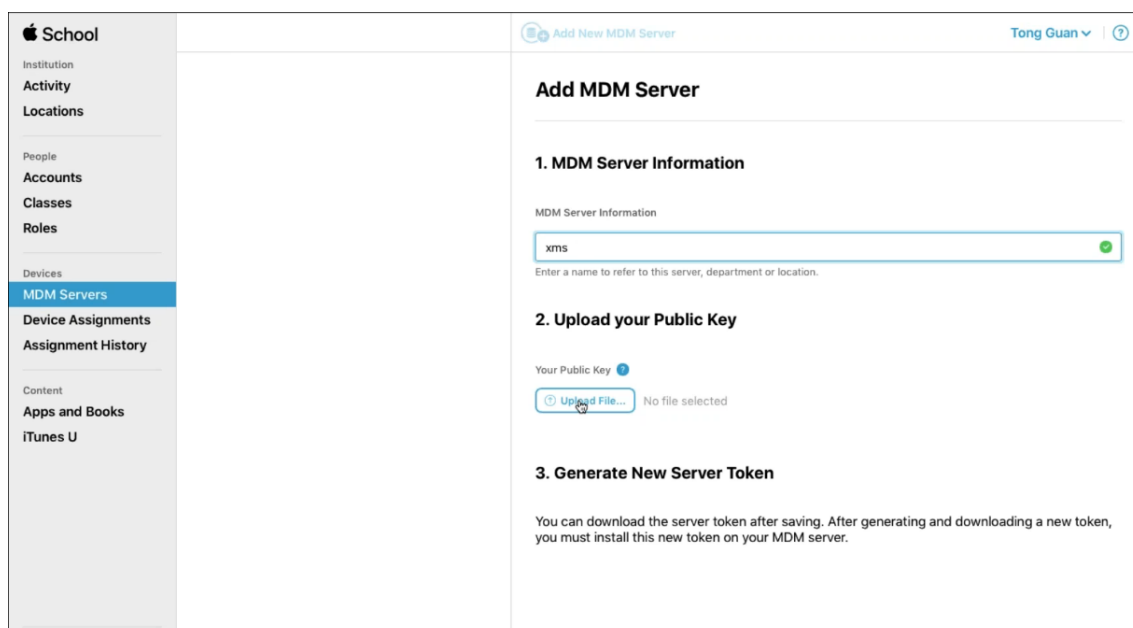 School
Institution
Activity
Locations
People
Accounts
Classes
Roles
Devices
MDM Servers
Device Assignments
Assignment History
Content
Apps and Books
iTunes U
Add New MDM Server
Tong Guan
?
Add MDM Server
1. MDM Server Information
MDM Server Information
xms
Enter a name to refer to this server, department or location.
2. Upload your Public Key
Your Public Key ?
Upload File... No file selected
3. Generate New Server Token
You can download the server token after saving. After generating and downloading a new token,
you must install this new token on your MDM server.